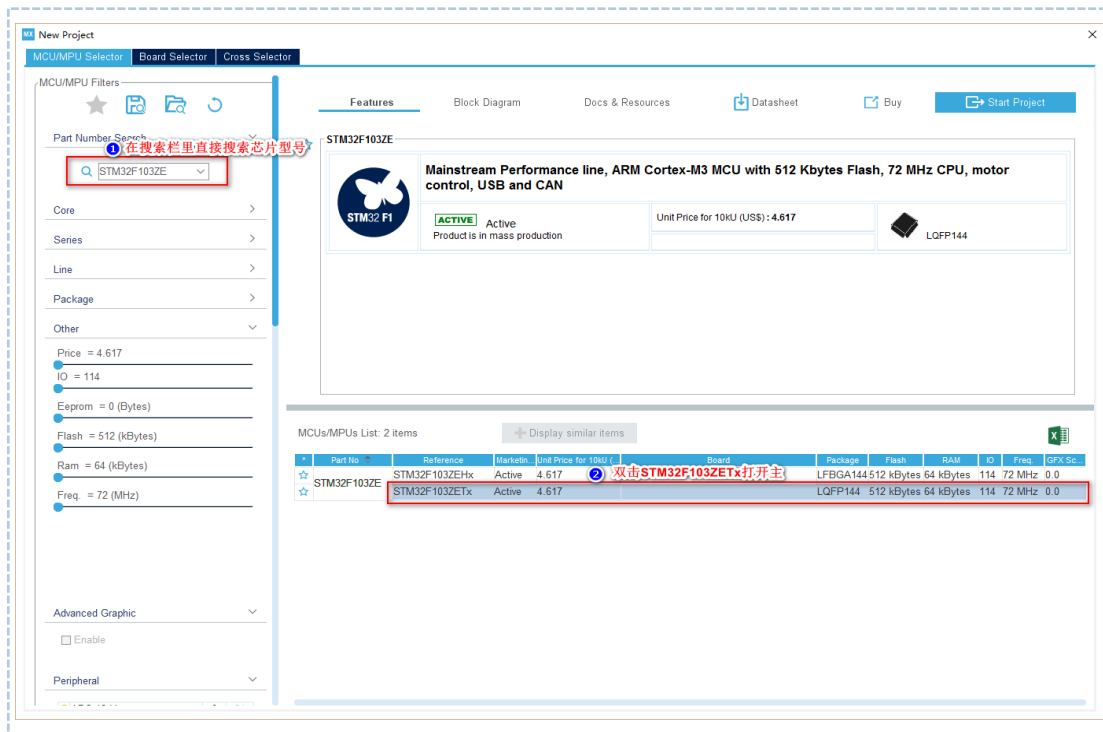 MX New Project
MCU/MPU Selector Board Selector Cross Selector
MCU/MPU Filters
Features Block Diagram Docs & Resources Datasheet Buy Start Project
Part Number Search
1 在搜索栏里直接搜索芯片型号
STM32F103ZE
STM32F103ZE
STM32 F1
Mainstream Performance line, ARM Cortex-M3 MCU with 512 Kbytes Flash, 72 MHz CPU, motor
control, USB and CAN
ACTIVE Active
Product is in mass production
Unit Price for 10kU (US$) : 4.617
LQFP144
Core
Series
Line
Package
Other
Price = 4.617
IO = 114
Eeprom = 0 (Bytes)
Flash = 512 (kBytes)
Ram = 64 (kBytes)
Freq. = 72 (MHz)
Advanced Graphic
Enable
Peripheral
MCUs/MPUs List: 2 items
Display similar items
* Part No Reference Marketin... Unit Price for 10kU (... Board Package Flash RAM IO Freq. GFX Sc...
2 双击STM32F103ZETx打开主
STM32F103ZE
STM32F103ZEHx Active 4.617 LFBGA144 512 kBytes 64 kBytes 114 72 MHz 0.0
STM32F103ZETx Active 4.617 LQFP144 512 kBytes 64 kBytes 114 72 MHz 0.0